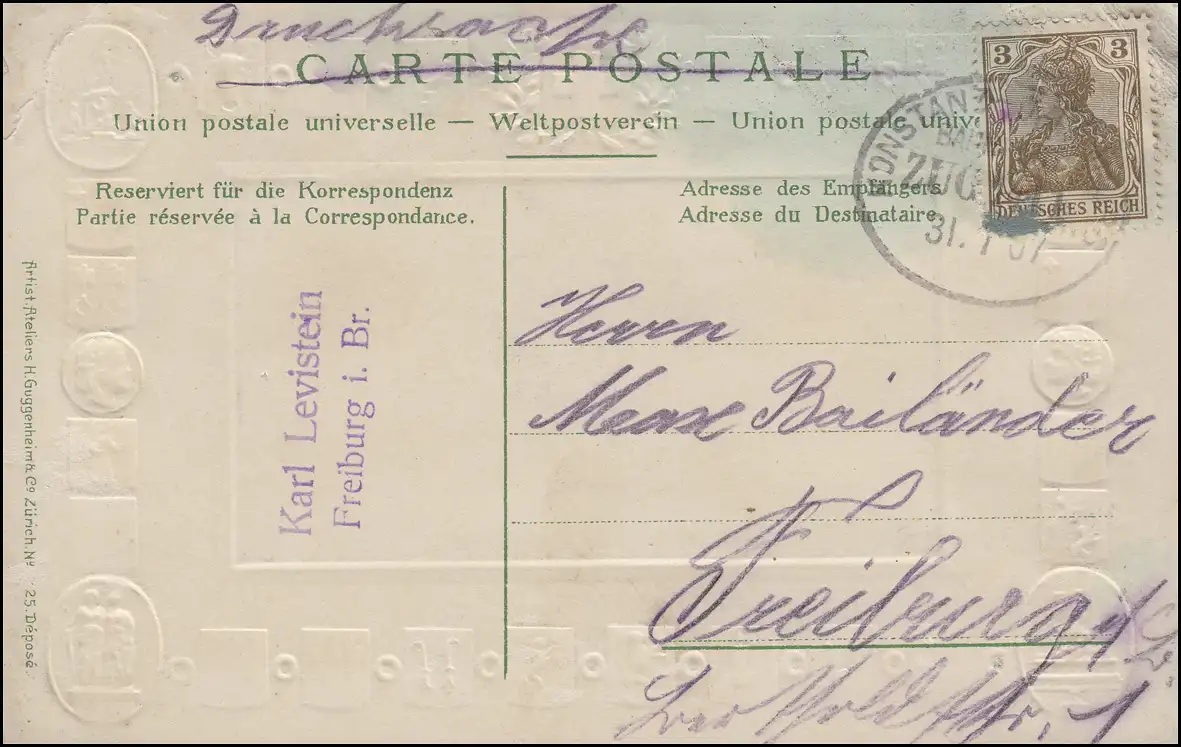 Drucksache
CARTE POSTALE
Union postale universelle — Weltpostverein — Union postale unive
Reserviert für die Korrespondenz
Partie réservée à la Correspondance.
Adresse des Empfängers
Adresse du Destinataire
3 3
DEUTSCHES REICH
KONSTAN
ZUG
31. 1 07
Artist. Ateliers H. Guggenheim & Co Zürich. No 25. Déposé.
Karl Levistein
Freiburg i. Br.
Herrn
Max Bailänder
Freiburg